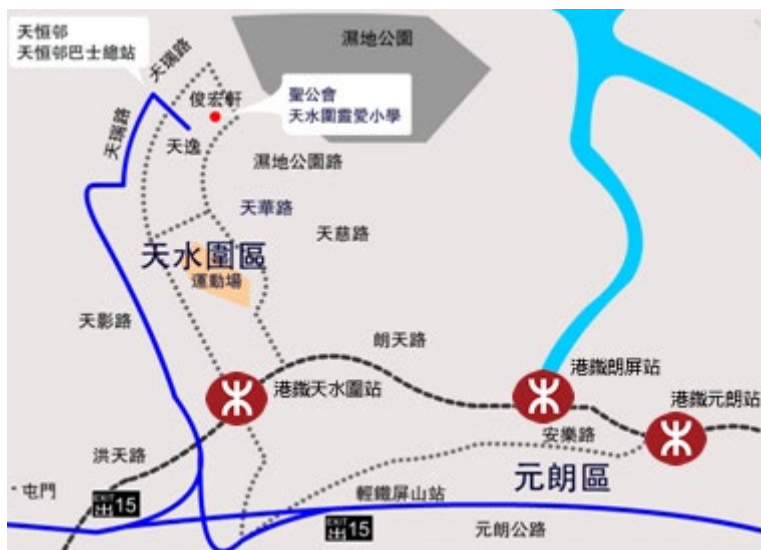 天恒邨
天恒邨巴士總站
天瑞路
濕地公園
俊宏軒
聖公會
天水圍靈愛小學
天瑞路
天逸
濕地公園路
天華路
天慈路
天水圍區
運動場
天影路
朗天路
港鐵天水圍站
港鐵朗屏站
港鐵元朗站
安樂路
洪天路
元朗區
屯門
EXIT
出 15
輕鐵屏山站
EXIT
出 15
元朗公路